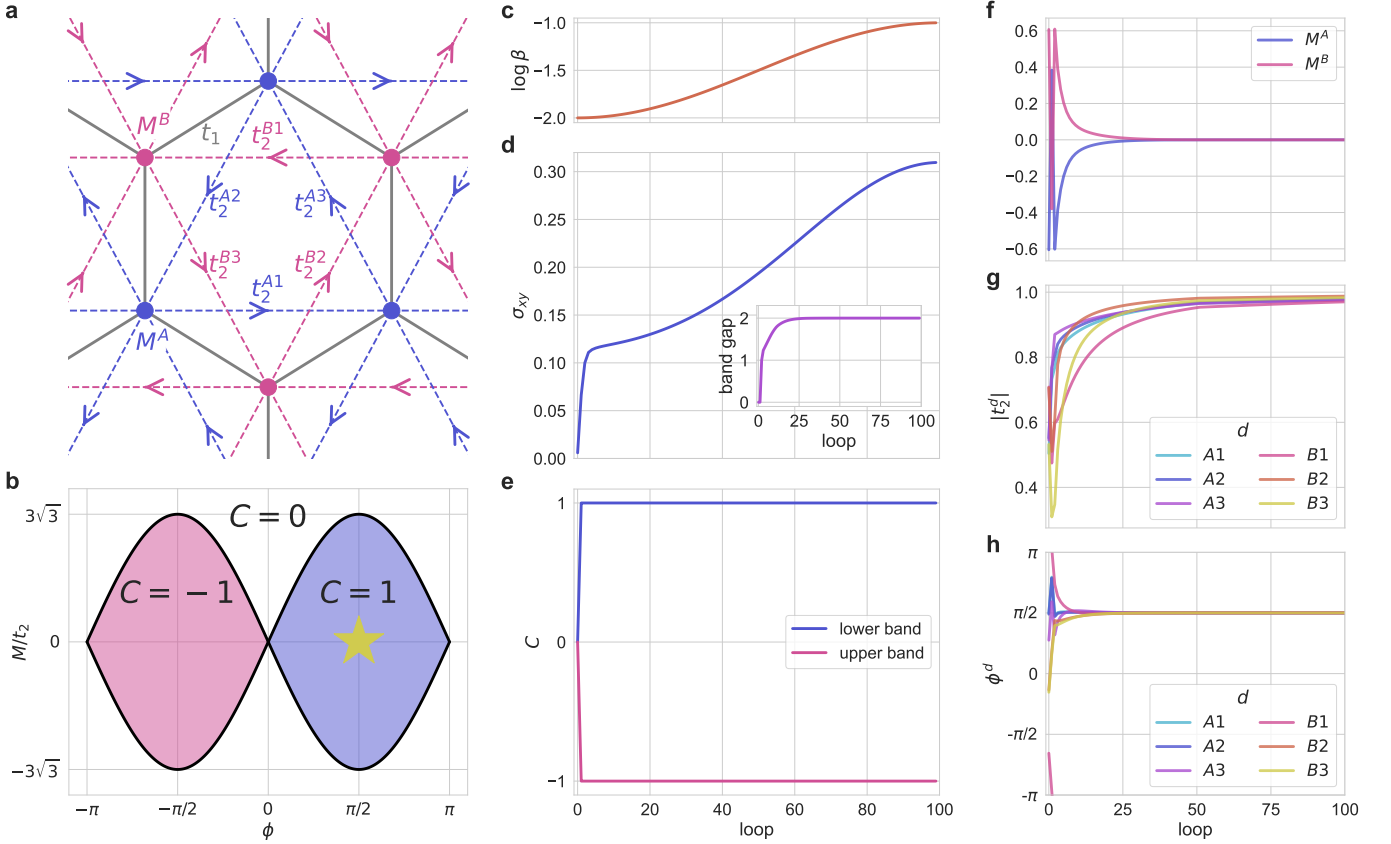 a
M^B
t_1
t_2^{B1}
t_2^{A2}
t_2^{A3}
t_2^{B3}
t_2^{B2}
t_2^{A1}
M^A
b
M/t_2
3√3
0
−3√3
C = 0
C = −1
C = 1
−π
−π/2
0
π/2
π
ϕ
c
log β
−1.0
−1.5
−2.0
d
σ_{xy}
0.30
0.25
0.20
0.15
0.10
0.05
0.00
band gap
2
1
0
0
25
50
75
100
loop
e
C
1
0
−1
lower band
upper band
0
20
40
60
80
100
loop
f
0.6
0.4
0.2
0.0
−0.2
−0.4
−0.6
M^A
M^B
g
|t_2^d|
1.0
0.8
0.6
0.4
d
A1
B1
A2
B2
A3
B3
h
ϕ^d
π
π/2
0
-π/2
-π
d
A1
B1
A2
B2
A3
B3
0
25
50
75
100
loop